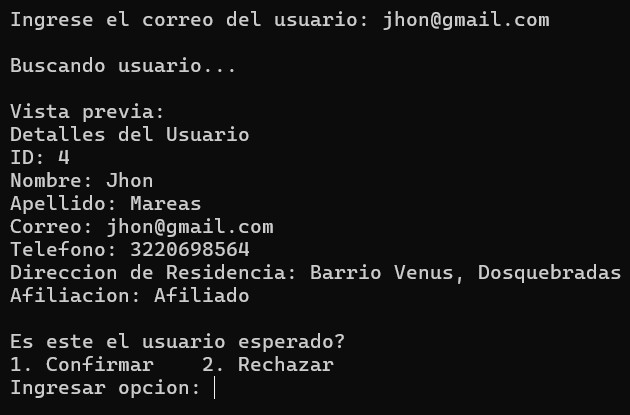 Ingrese el correo del usuario: jhon@gmail.com
Buscando usuario...
Vista previa:
Detalles del Usuario
ID: 4
Nombre: Jhon
Apellido: Mareas
Correo: jhon@gmail.com
Telefono: 3220698564
Direccion de Residencia: Barrio Venus, Dosquebradas
Afiliacion: Afiliado
Es este el usuario esperado?
1. Confirmar    2. Rechazar
Ingresar opcion: